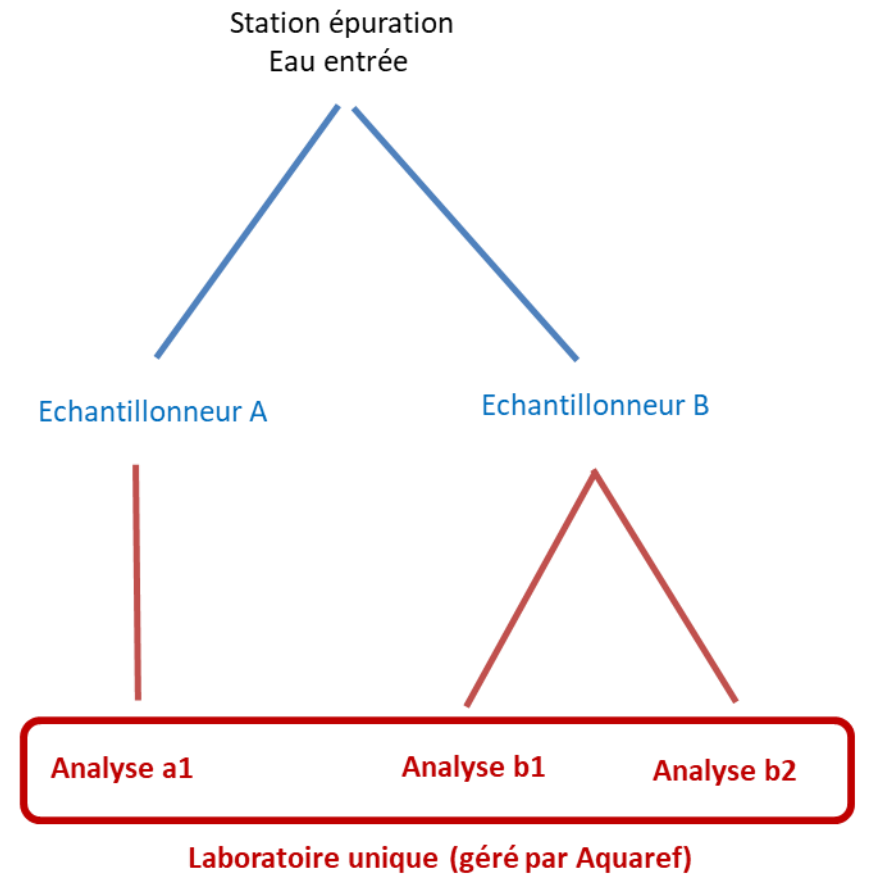 Station épuration
Eau entrée
Echantillonneur A
Echantillonneur B
Analyse a1
Analyse b1
Analyse b2
Laboratoire unique (géré par Aquaref)